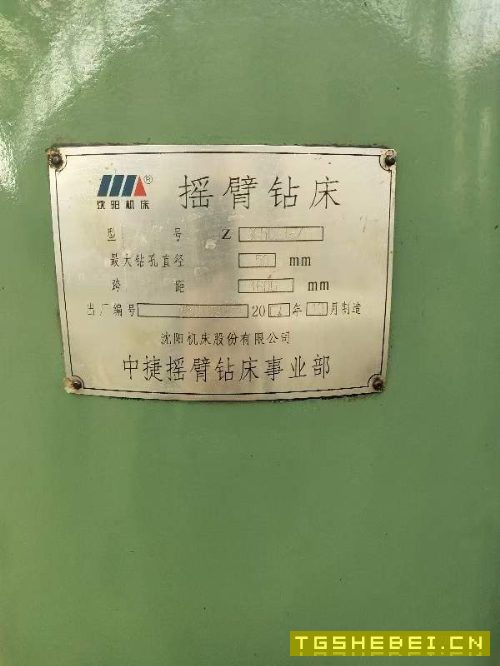 沈阳机床 ®
摇臂钻床
型 号 Z
最大钻孔直径 50 mm
跨 距 1600 mm
出厂编号 20 年 月制造
沈阳机床股份有限公司
中捷摇臂钻床事业部
TGSHEBEI.CN